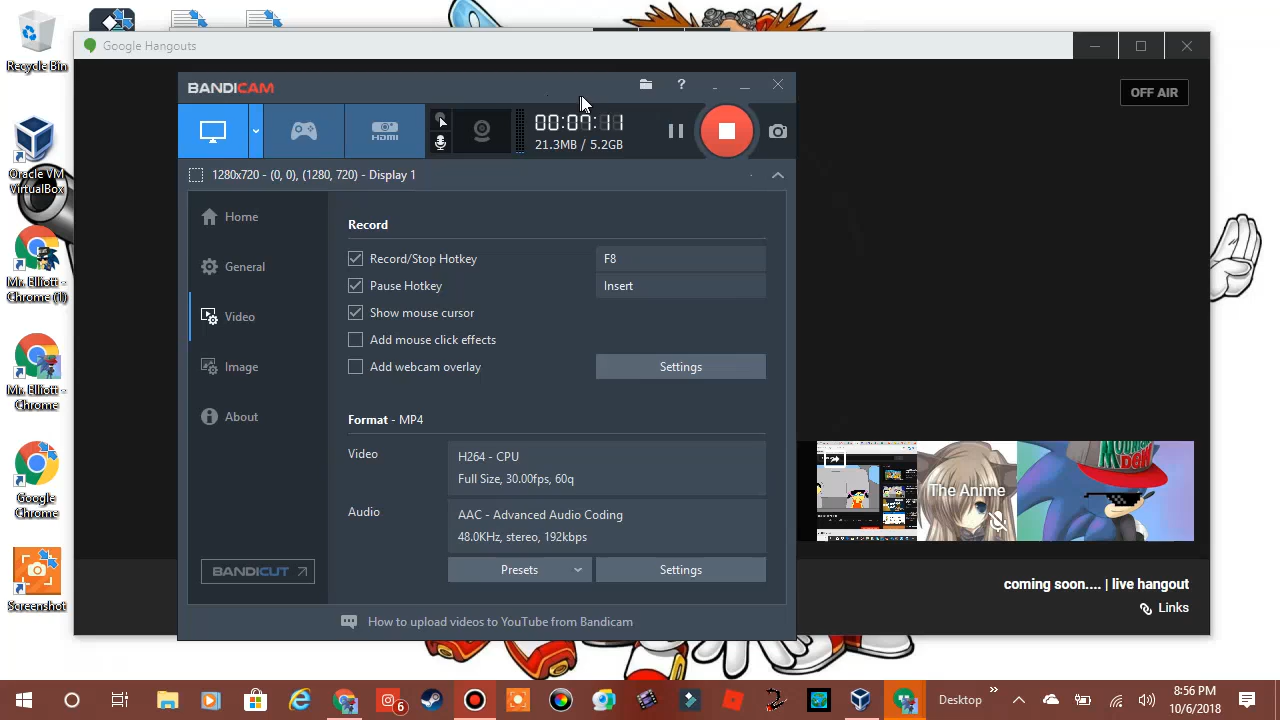 Recycle Bin
Google Hangouts
BANDICAM
?
HDMI
00:07:11
21.3MB / 5.2GB
OFF AIR
1280x720 - (0, 0), (1280, 720) - Display 1
Oracle VM
VirtualBox
Home
General
Video
Image
About
BANDICUT
Record
Record/Stop Hotkey
F8
Pause Hotkey
Insert
Show mouse cursor
Add mouse click effects
Add webcam overlay
Settings
Format - MP4
Video
H264 - CPU
Full Size, 30.00fps, 60q
Audio
AAC - Advanced Audio Coding
48.0KHz, stereo, 192kbps
Presets
Settings
How to upload videos to YouTube from Bandicam
Mr. Elliott -
Chrome (1)
Mr. Elliott -
Chrome
Google
Chrome
Screenshot
The Anime
coming soon.... | live hangout
Links
6
Desktop
8:56 PM
10/6/2018